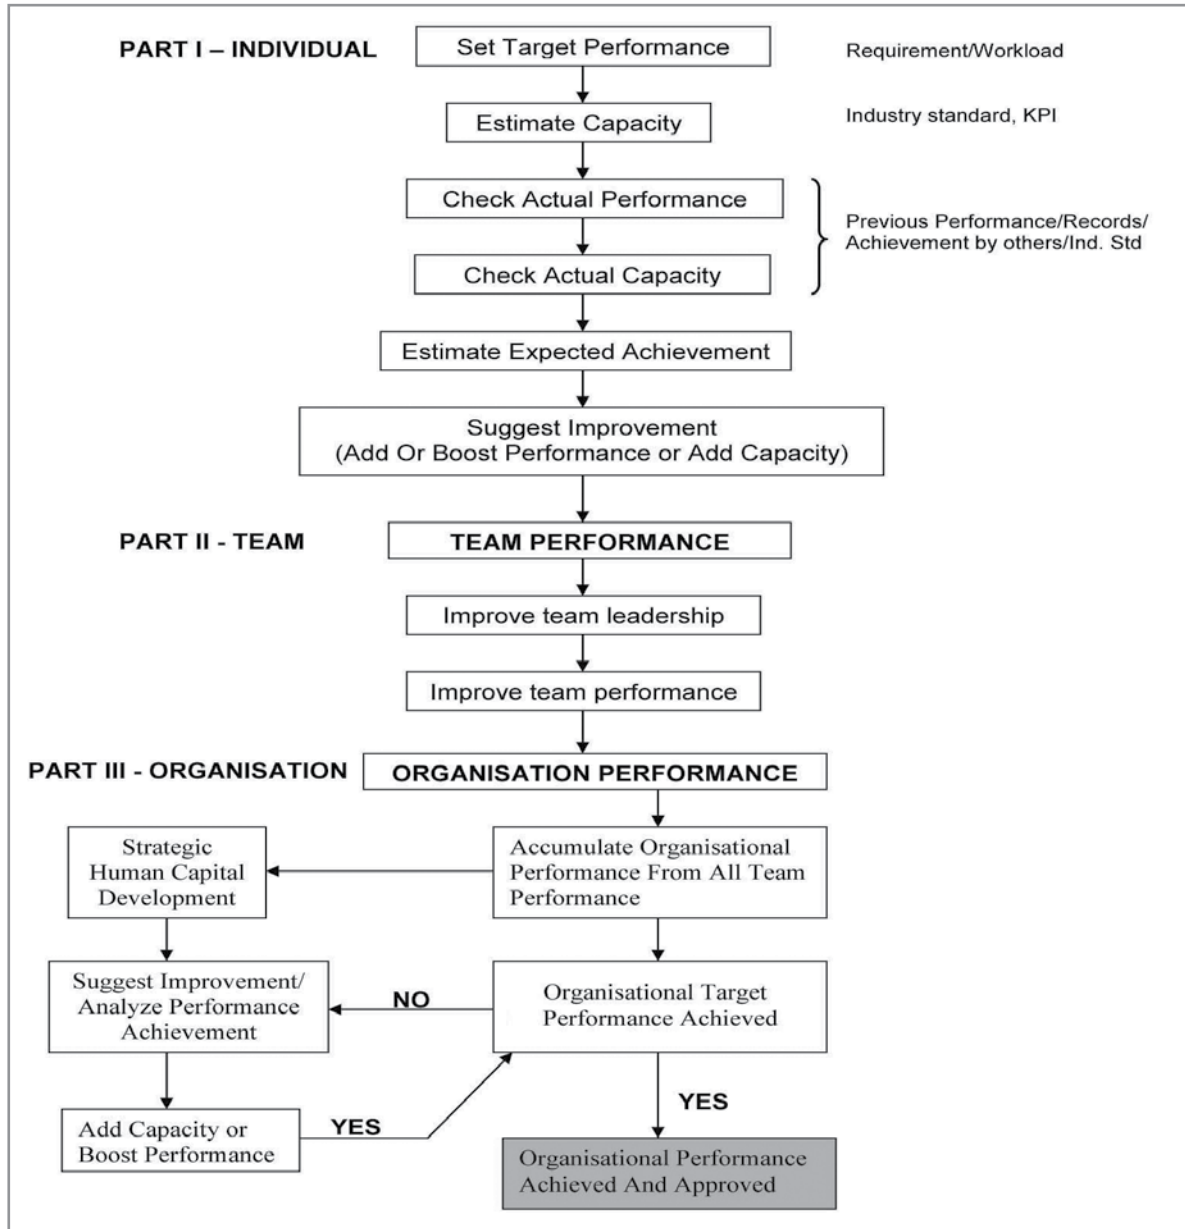 PART I – INDIVIDUAL
Set Target Performance
Requirement/Workload
Estimate Capacity
Industry standard, KPI
Check Actual Performance
Previous Performance/Records/
Achievement by others/Ind. Std
Check Actual Capacity
Estimate Expected Achievement
Suggest Improvement
(Add Or Boost Performance or Add Capacity)
PART II - TEAM
TEAM PERFORMANCE
Improve team leadership
Improve team performance
PART III - ORGANISATION
ORGANISATION PERFORMANCE
Strategic
Human Capital
Development
Accumulate Organisational
Performance From All Team
Performance
Suggest Improvement/
Analyze Performance
Achievement
NO
Organisational Target
Performance Achieved
Add Capacity or
Boost Performance
YES
YES
Organisational Performance
Achieved And Approved